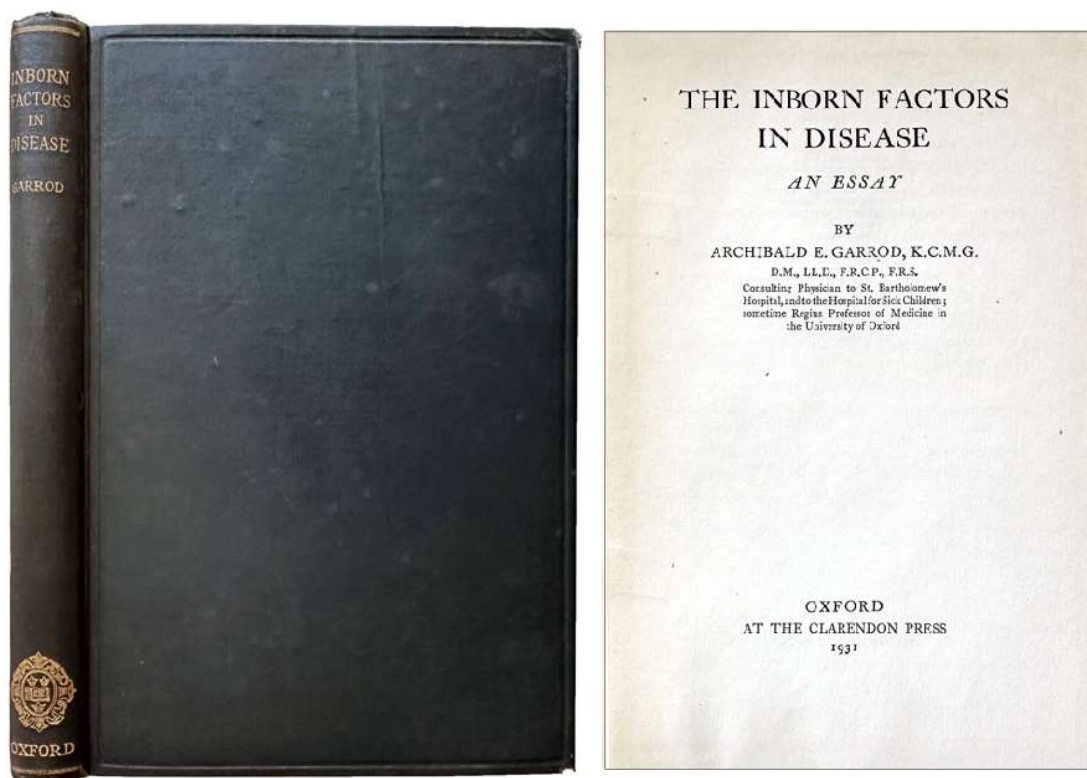 INBORN
FACTORS
IN
DISEASE
GARROD
OXFORD
THE INBORN FACTORS
IN DISEASE
AN ESSAY
BY
ARCHIBALD E. GARROD, K.C.M.G.
D.M., LL.D., F.R.C.P., F.R.S.
Consulting Physician to St. Bartholomew's
Hospital, and to the Hospital for Sick Children;
sometime Regius Professor of Medicine in
the University of Oxford
OXFORD
AT THE CLARENDON PRESS
1931